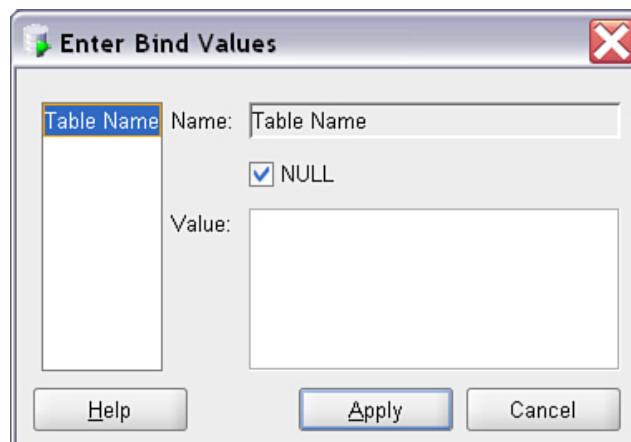 Enter Bind Values
Table Name Name: Table Name
NULL
Value:
Help Apply Cancel